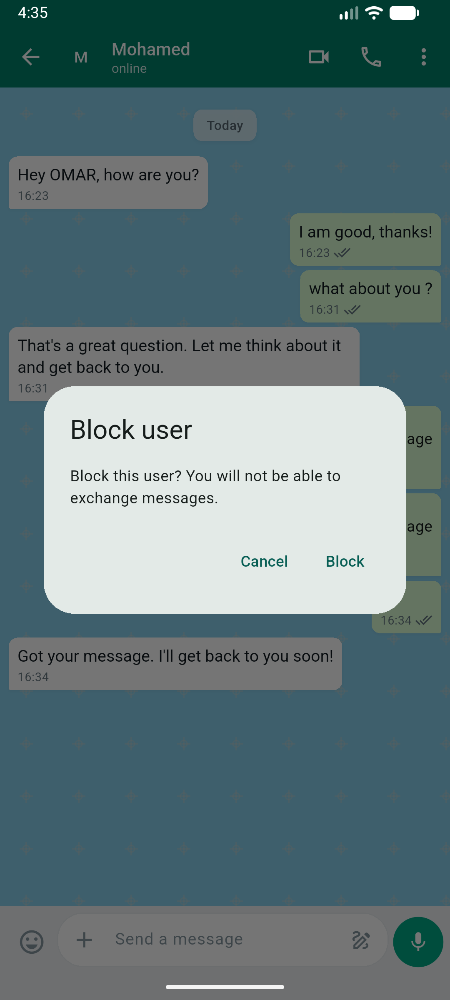 4:35
M
Mohamed
online
Today
Hey OMAR, how are you?
16:23
I am good, thanks!
16:23
what about you ?
16:31
That's a great question. Let me think about it
and get back to you.
16:31
age
age
16:34
Block user
Block this user? You will not be able to
exchange messages.
Cancel
Block
Got your message. I'll get back to you soon!
16:34
Send a message